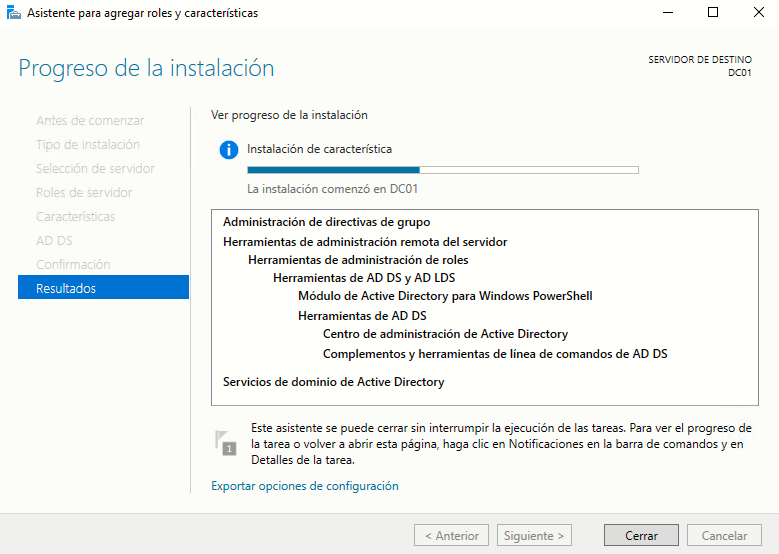 Asistente para agregar roles y características
Progreso de la instalación
SERVIDOR DE DESTINO
DC01
Antes de comenzar
Tipo de instalación
Selección de servidor
Roles de servidor
Características
AD DS
Confirmación
Resultados
Ver progreso de la instalación
Instalación de característica
La instalación comenzó en DC01
Administración de directivas de grupo
Herramientas de administración remota del servidor
Herramientas de administración de roles
Herramientas de AD DS y AD LDS
Módulo de Active Directory para Windows PowerShell
Herramientas de AD DS
Centro de administración de Active Directory
Complementos y herramientas de línea de comandos de AD DS
Servicios de dominio de Active Directory
1
Este asistente se puede cerrar sin interrumpir la ejecución de las tareas. Para ver el progreso de
la tarea o volver a abrir esta página, haga clic en Notificaciones en la barra de comandos y en
Detalles de la tarea.
Exportar opciones de configuración
< Anterior
Siguiente >
Cerrar
Cancelar